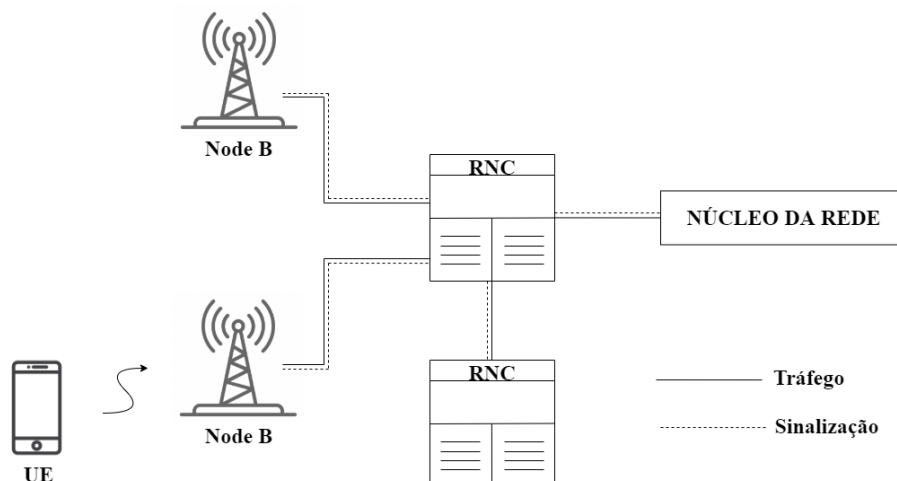 Node B
RNC
NÚCLEO DA REDE
Node B
UE
RNC
Tráfego
Sinalização